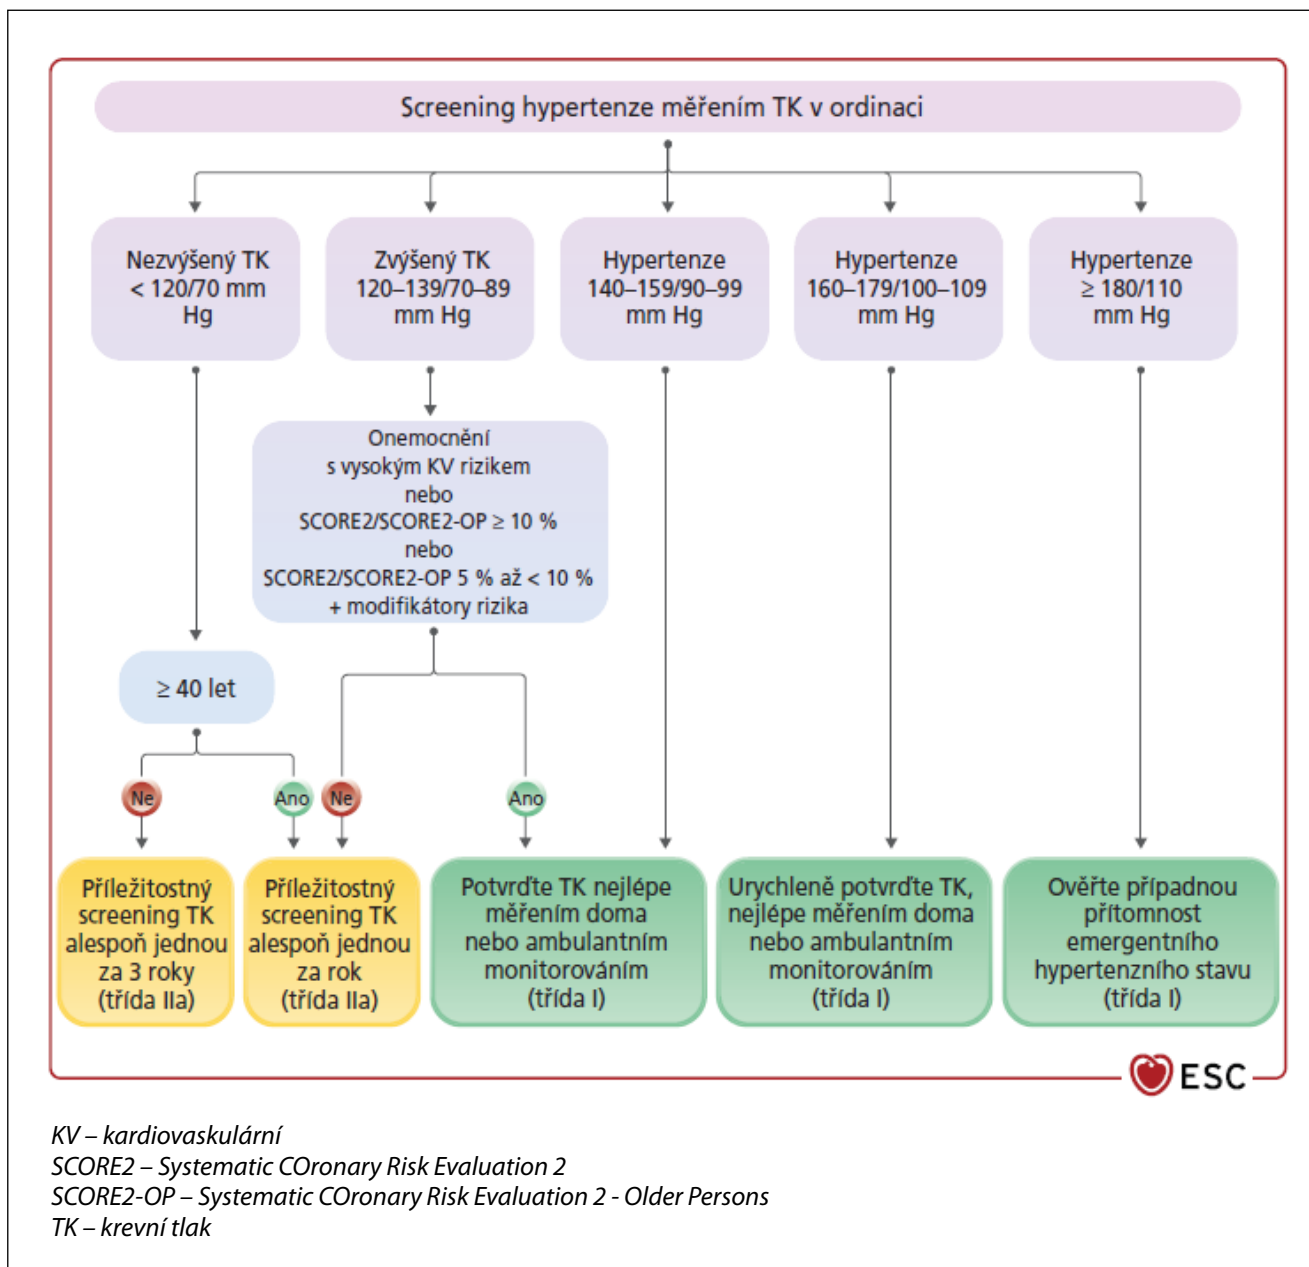 Screening hypertenze měřením TK v ordinaci
Nezvýšený TK
< 120/70 mm
Hg
Zvýšený TK
120–139/70–89
mm Hg
Hypertenze
140–159/90–99
mm Hg
Hypertenze
160–179/100–109
mm Hg
Hypertenze
≥ 180/110
mm Hg
Onemocnění
s vysokým KV rizikem
nebo
SCORE2/SCORE2-OP ≥ 10 %
nebo
SCORE2/SCORE2-OP 5 % až < 10 %
+ modifikátory rizika
≥ 40 let
Ne
Ano
Ne
Ano
Příležitostný
screening TK
alespoň jednou
za 3 roky
(třída IIa)
Příležitostný
screening TK
alespoň jednou
za rok
(třída IIa)
Potvrďte TK nejlépe
měřením doma
nebo ambulantním
monitorováním
(třída I)
Urychleně potvrďte TK,
nejlépe měřením doma
nebo ambulantním
monitorováním
(třída I)
Ověřte případnou
přítomnost
emergentního
hypertenzního stavu
(třída I)
ESC
KV – kardiovaskulární
SCORE2 – Systematic COronary Risk Evaluation 2
SCORE2-OP – Systematic COronary Risk Evaluation 2 - Older Persons
TK – krevní tlak